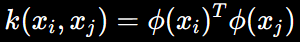 k(x_i, x_j) = ϕ(x_i)^T ϕ(x_j)